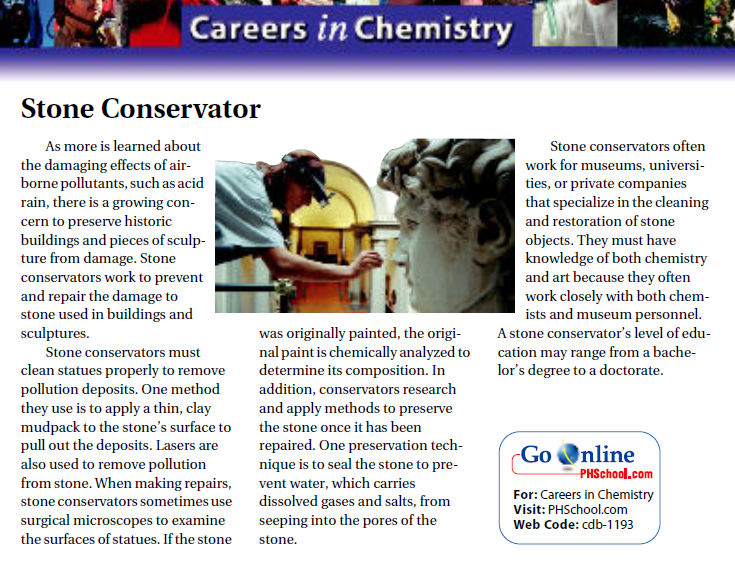 Careers in Chemistry
Stone Conservator
As more is learned about
the damaging effects of air-
borne pollutants, such as acid
rain, there is a growing con-
cern to preserve historic
buildings and pieces of sculp-
ture from damage. Stone
conservators work to prevent
and repair the damage to
stone used in buildings and
sculptures.
Stone conservators must
clean statues properly to remove
pollution deposits. One method
they use is to apply a thin, clay
mudpack to the stone's surface to
pull out the deposits. Lasers are
also used to remove pollution
from stone. When making repairs,
stone conservators sometimes use
surgical microscopes to examine
the surfaces of statues. If the stone
was originally painted, the origi-
nal paint is chemically analyzed to
determine its composition. In
addition, conservators research
and apply methods to preserve
the stone once it has been
repaired. One preservation tech-
nique is to seal the stone to pre-
vent water, which carries
dissolved gases and salts, from
seeping into the pores of the
stone.
Stone conservators often
work for museums, universi-
ties, or private companies
that specialize in the cleaning
and restoration of stone
objects. They must have
knowledge of both chemistry
and art because they often
work closely with both chem-
ists and museum personnel.
A stone conservator's level of edu-
cation may range from a bache-
lor's degree to a doctorate.
Go Online
PHSchool.com
For: Careers in Chemistry
Visit: PHSchool.com
Web Code: cdb-1193